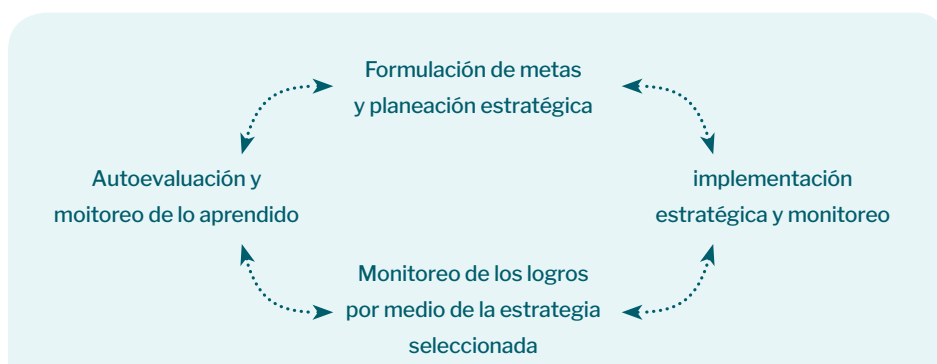 Formulación de metas
y planeación estratégica
Autoevaluación y
moitoreo de lo aprendido
implementación
estratégica y monitoreo
Monitoreo de los logros
por medio de la estrategia
seleccionada